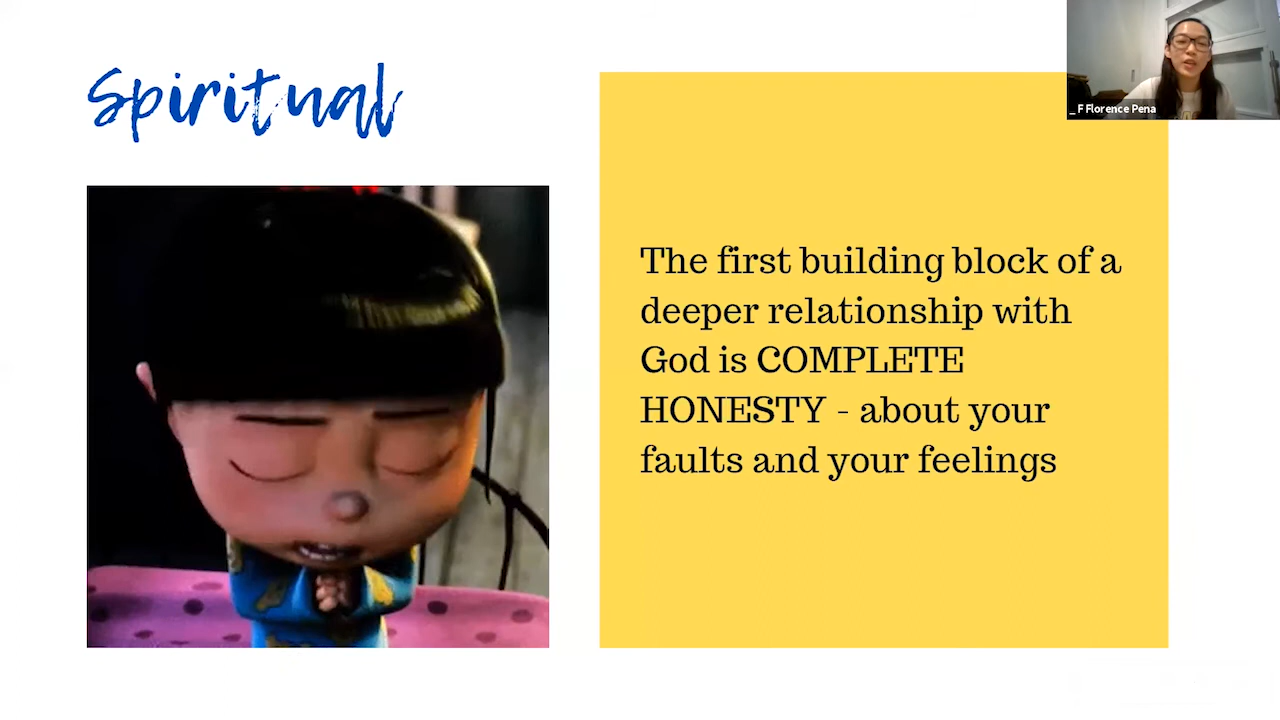 Spiritual
_ F Florence Pena
The first building block of a
deeper relationship with
God is COMPLETE
HONESTY - about your
faults and your feelings